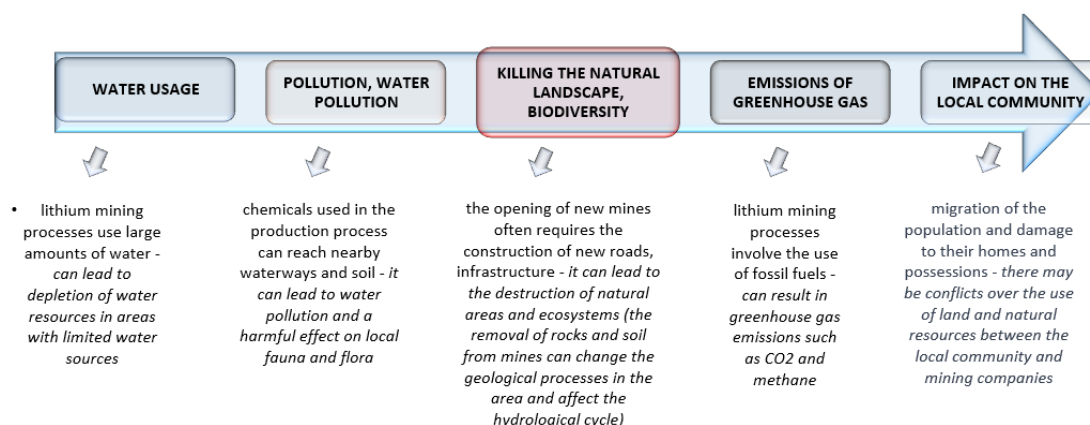 WATER USAGE
POLLUTION, WATER
POLLUTION
KILLING THE NATURAL
LANDSCAPE,
BIODIVERSITY
EMISSIONS OF
GREENHOUSE GAS
IMPACT ON THE
LOCAL COMMUNITY
• lithium mining
processes use large
amounts of water -
can lead to
depletion of water
resources in areas
with limited water
sources
chemicals used in the
production process
can reach nearby
waterways and soil - it
can lead to water
pollution and a
harmful effect on local
fauna and flora
the opening of new mines
often requires the
construction of new roads,
infrastructure - it can lead to
the destruction of natural
areas and ecosystems (the
removal of rocks and soil
from mines can change the
geological processes in the
area and affect the
hydrological cycle)
lithium mining
processes
involve the use
of fossil fuels -
can result in
greenhouse gas
emissions such
as CO2 and
methane
migration of the
population and damage
to their homes and
possessions - there may
be conflicts over the use
of land and natural
resources between the
local community and
mining companies